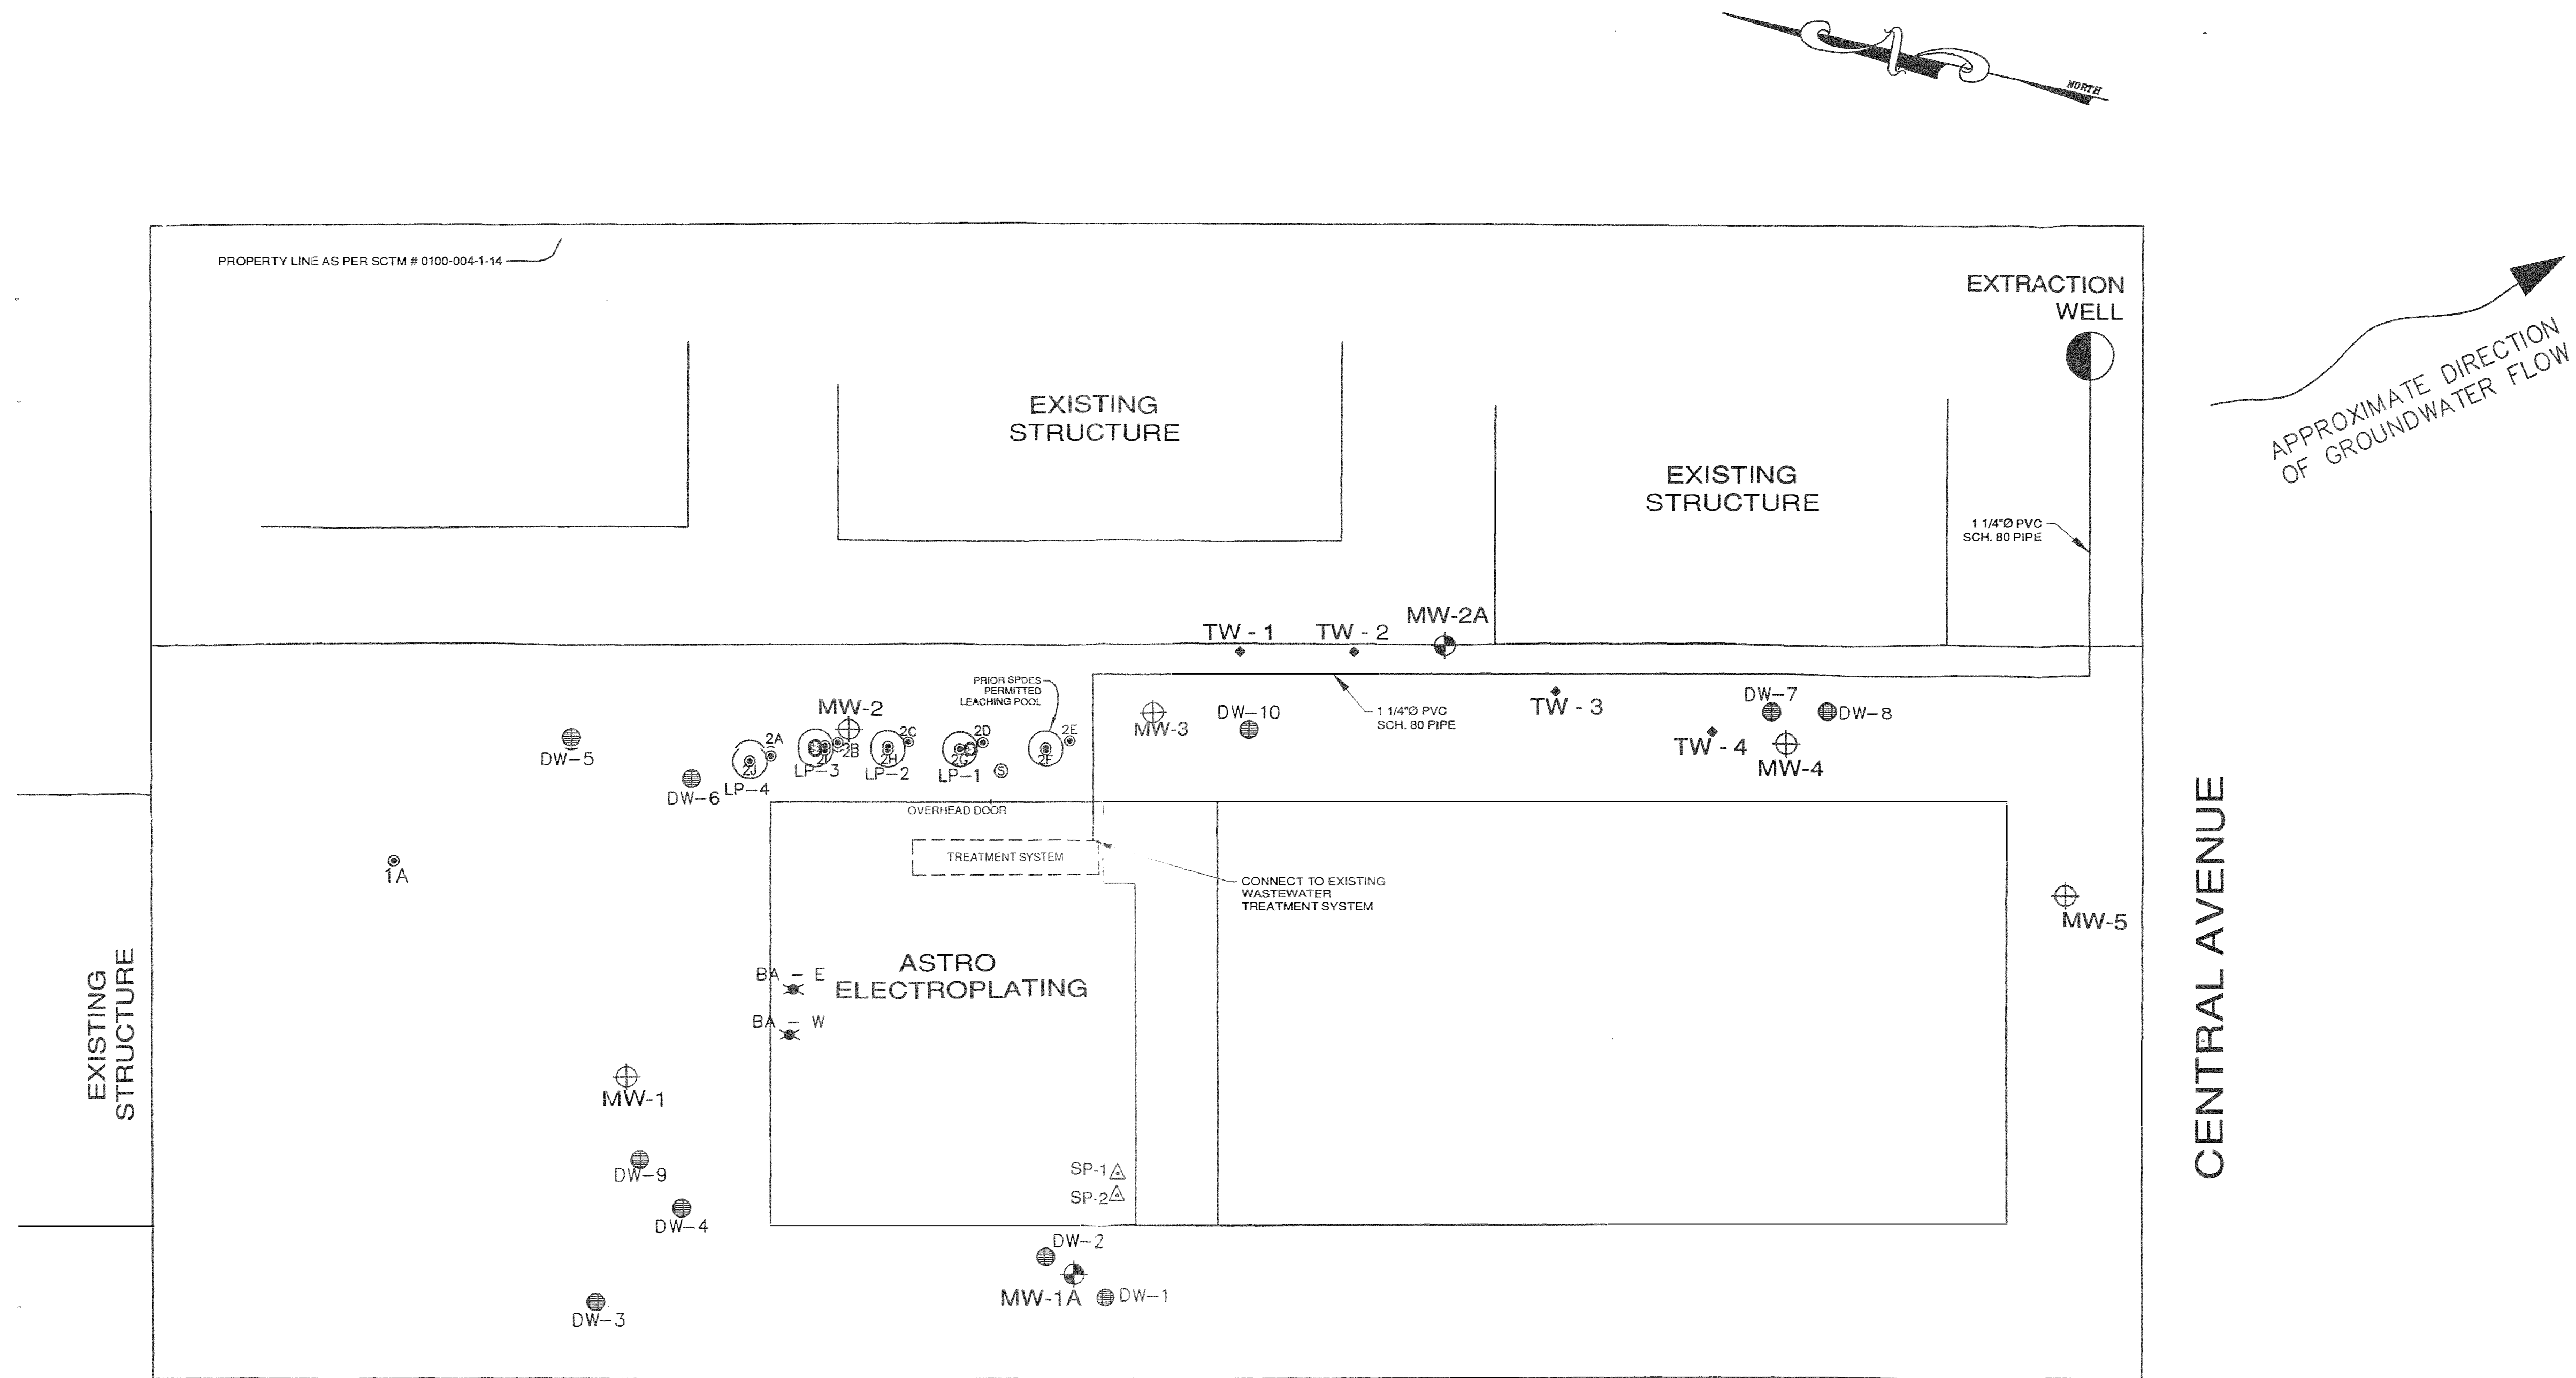 NORTH
PROPERTY LINE AS PER SCTM # 0100-004-1-14
EXTRACTION
WELL
APPROXIMATE DIRECTION
OF GROUNDWATER FLOW
EXISTING
STRUCTURE
EXISTING
STRUCTURE
1 1/4"Ø PVC
SCH. 80 PIPE
MW-2A
TW - 1
TW - 2
PRIOR SPDES
PERMITTED
LEACHING POOL
MW-2
MW-3
DW-10
1 1/4"Ø PVC
SCH. 80 PIPE
TW - 3
DW-7
DW-8
TW - 4
MW-4
DW-5
DW-6
2A
2J
LP-4
2I
2B
LP-3
2C
2H
LP-2
2D
2G
LP-1
S
2E
2F
OVERHEAD DOOR
TREATMENT SYSTEM
1A
CONNECT TO EXISTING
WASTEWATER
TREATMENT SYSTEM
MW-5
CENTRAL AVENUE
EXISTING
STRUCTURE
ASTRO
ELECTROPLATING
BA - E
BA - W
MW-1
DW-9
DW-4
DW-3
SP-1
SP-2
DW-2
MW-1A
DW-1